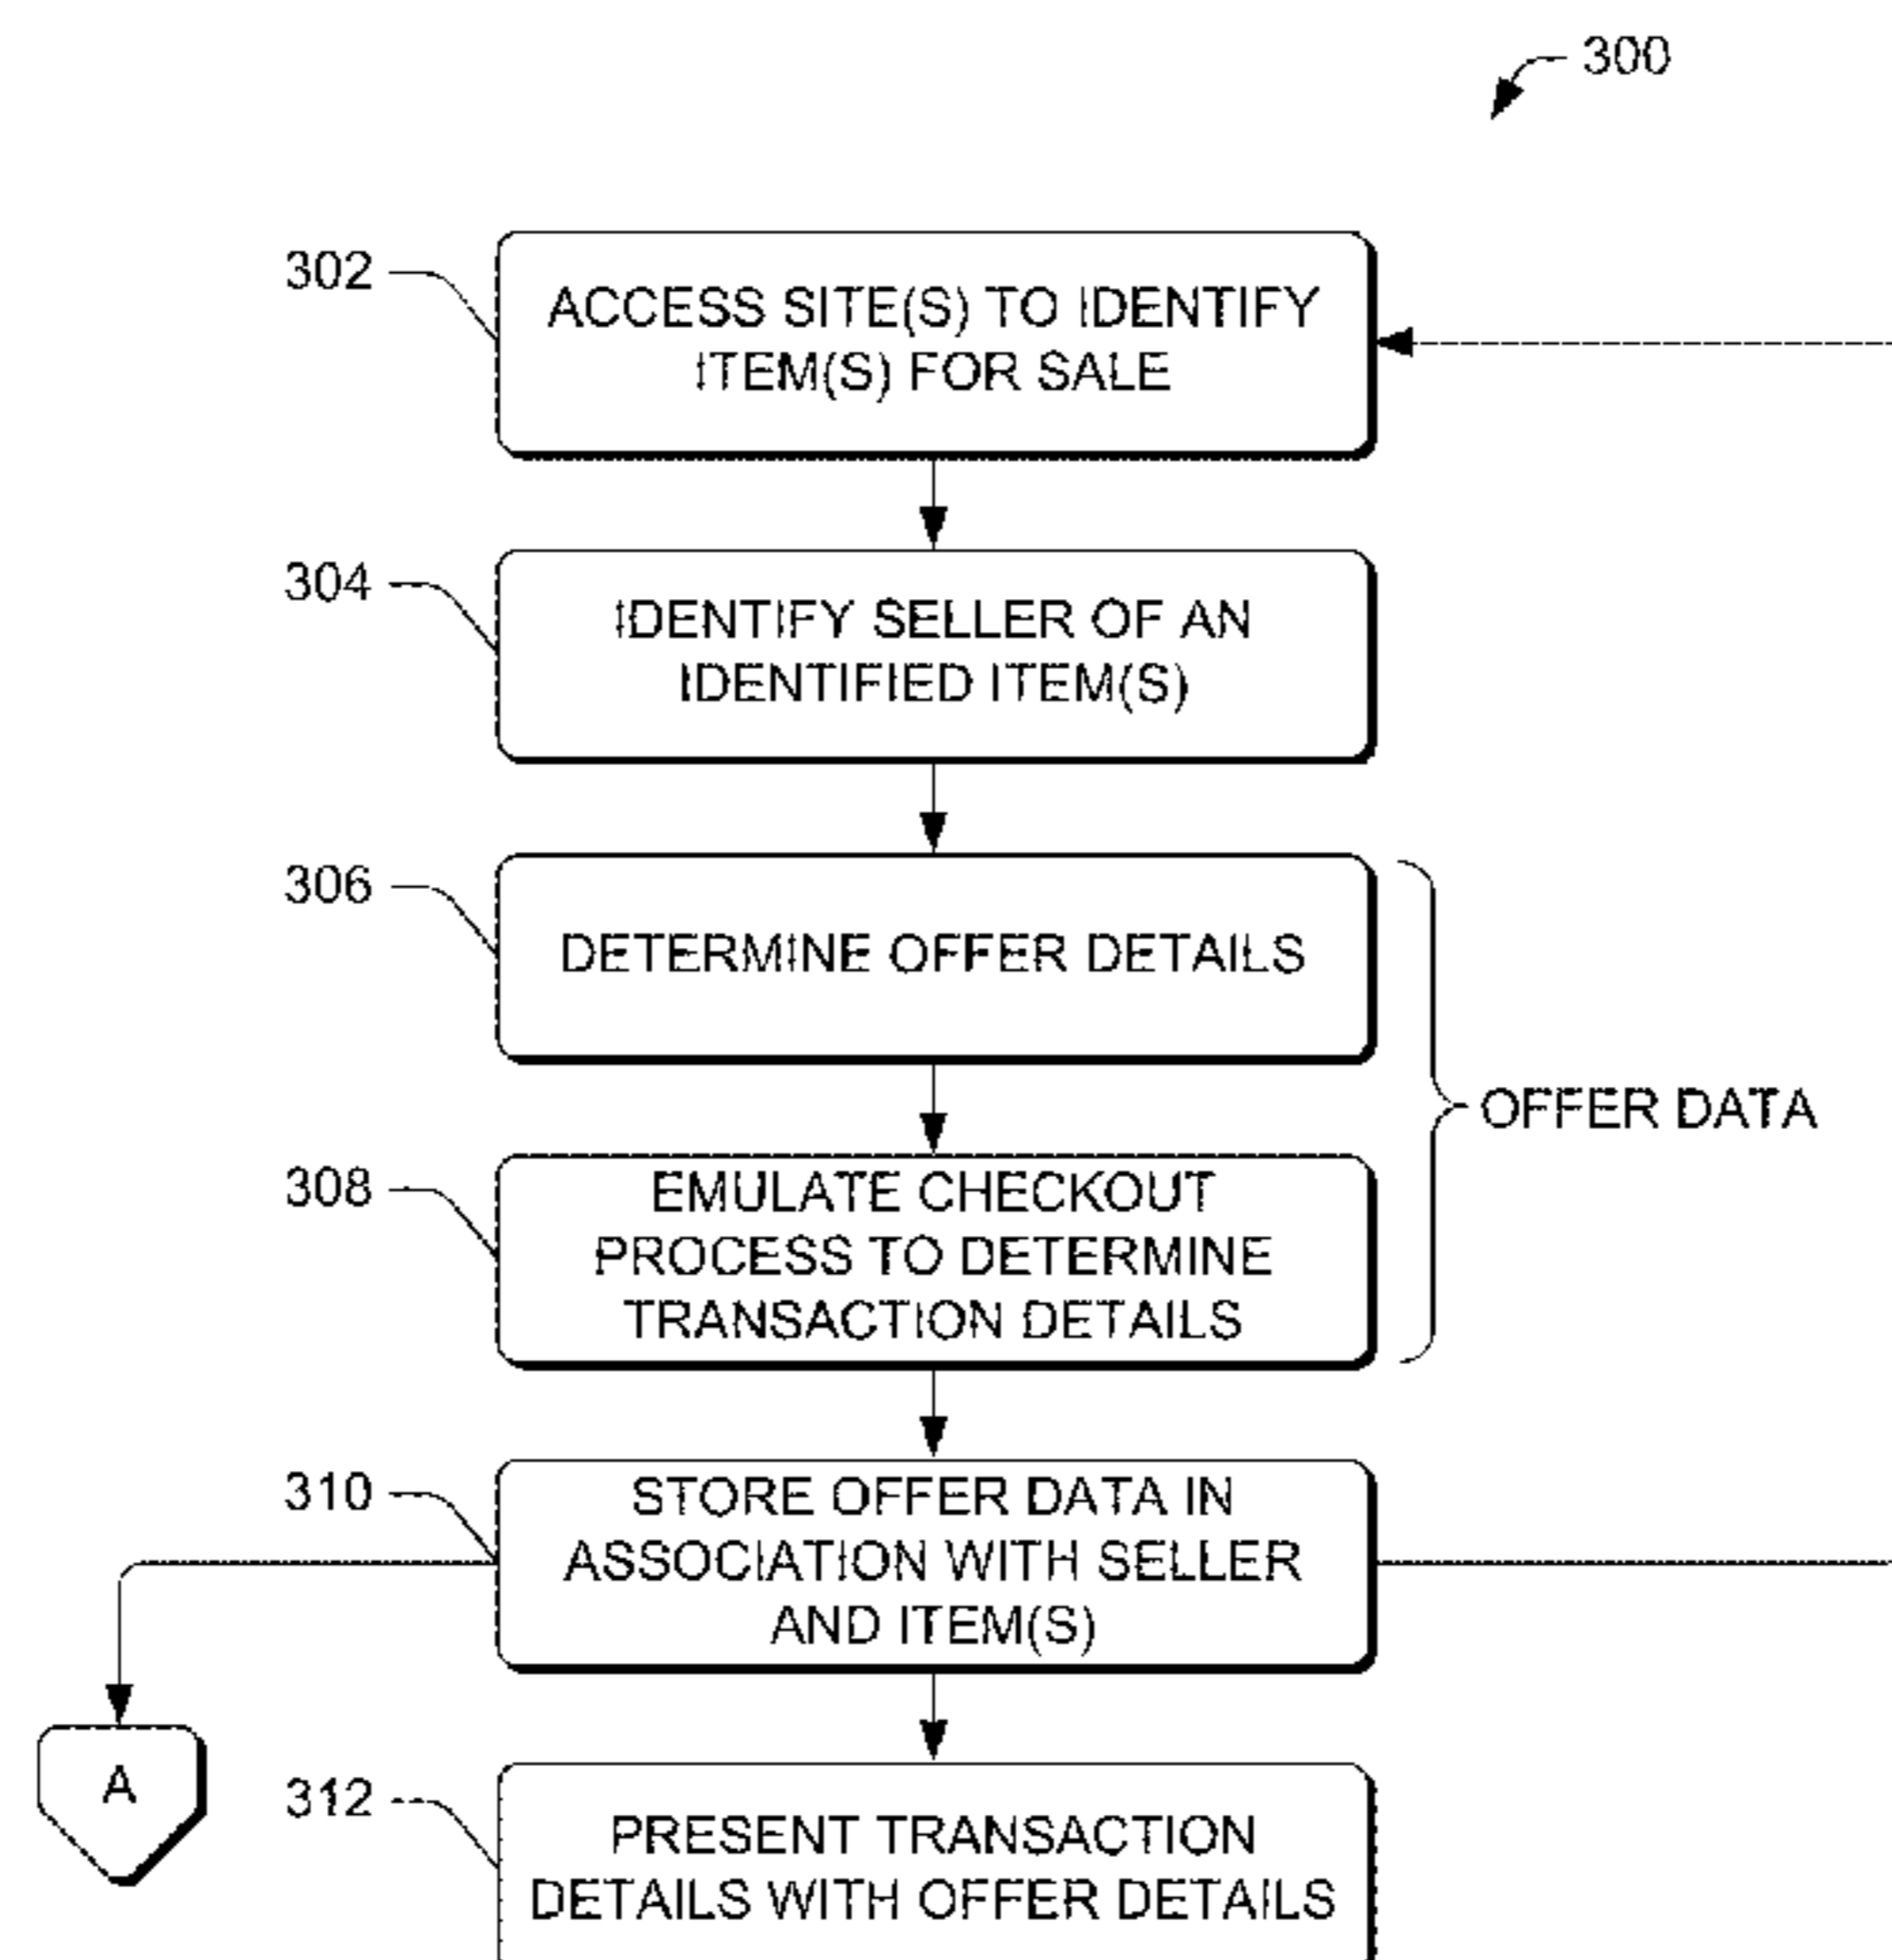 300
302
ACCESS SITE(S) TO IDENTIFY
ITEM(S) FOR SALE
304
IDENTIFY SELLER OF AN
IDENTIFIED ITEM(S)
306
DETERMINE OFFER DETAILS
OFFER DATA
308
EMULATE CHECKOUT
PROCESS TO DETERMINE
TRANSACTION DETAILS
310
STORE OFFER DATA IN
ASSOCIATION WITH SELLER
AND ITEM(S)
A
312
PRESENT TRANSACTION
DETAILS WITH OFFER DETAILS